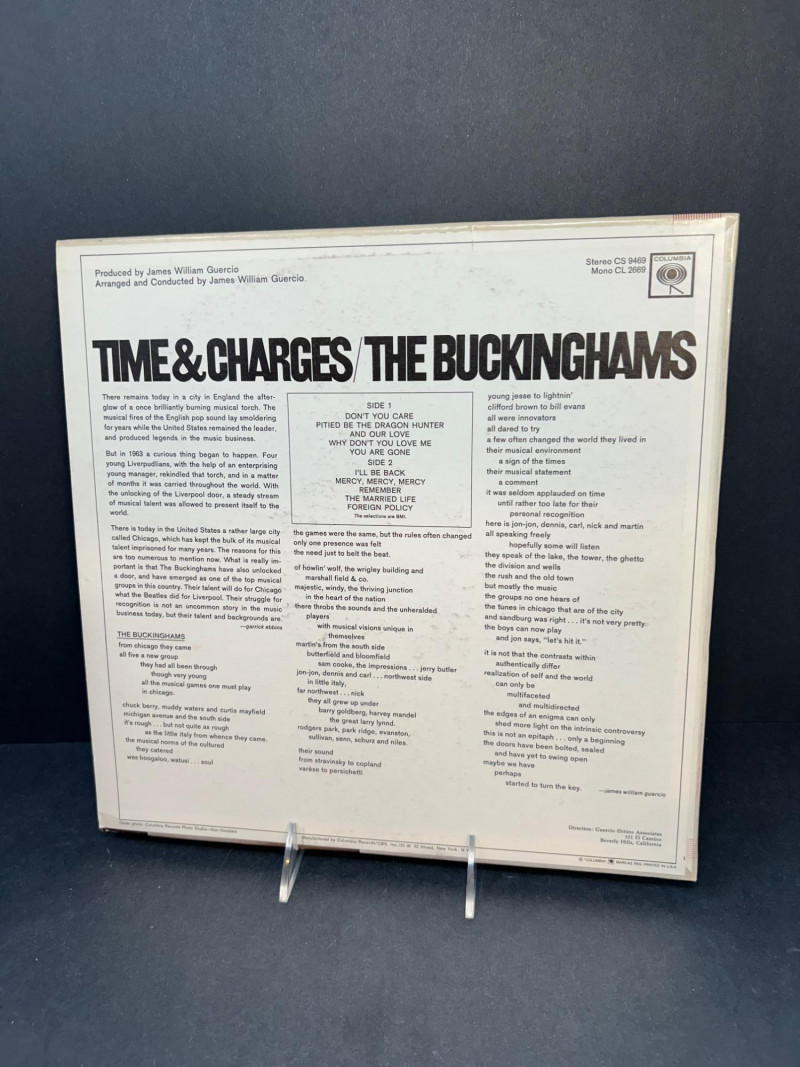 Produced by James William Guercio
Arranged and Conducted by James William Guercio.
Stereo CS 9469
Mono CL 2669
COLUMBIA
TIME & CHARGES / THE BUCKINGHAMS
There remains today in a city in England the after-
glow of a once brilliantly burning musical torch. The
musical fires of the English pop sound lay smoldering
for years while the United States remained the leader,
and produced legends in the music business.
But in 1963 a curious thing began to happen. Four
young Liverpudlians, with the help of an enterprising
young manager, rekindled that torch, and in a matter
of months it was carried throughout the world. With
the unlocking of the Liverpool door, a steady stream
of musical talent was allowed to present itself to the
world.
There is today in the United States a rather large city
called Chicago, which has kept the bulk of its musical
talent imprisoned for many years. The reasons for this
are too numerous to mention now. What is really im-
portant is that The Buckinghams have also unlocked
a door, and have emerged as one of the top musical
groups in this country. Their talent will do for Chicago
what the Beatles did for Liverpool. Their struggle for
recognition is not an uncommon story in the music
business today, but their talent and backgrounds are.
—garrick ebbins
THE BUCKINGHAMS
from chicago they came
all five a new group
they had all been through
though very young
all the musical games one must play
in chicago.
chuck berry, muddy waters and curtis mayfield
michigan avenue and the south side
it's rough . . . but not quite as rough
as the little italy from whence they came.
the musical norms of the cultured
they catered
was boogaloo, watusi . . . soul
SIDE 1
DON'T YOU CARE
PITIED BE THE DRAGON HUNTER
AND OUR LOVE
WHY DON'T YOU LOVE ME
YOU ARE GONE
SIDE 2
I'LL BE BACK
MERCY, MERCY, MERCY
REMEMBER
THE MARRIED LIFE
FOREIGN POLICY
The selections are BMI.
the games were the same, but the rules often changed
only one presence was felt
the need just to belt the beat.
of howlin' wolf, the wrigley building and
marshall field & co.
majestic, windy, the thriving junction
in the heart of the nation
there throbs the sounds and the unheralded
players
with musical visions unique in
themselves
martin's from the south side
butterfield and bloomfield
sam cooke, the impressions . . . jerry butler
jon-jon, dennis and carl . . . northwest side
in little italy,
far northwest . . . nick
they all grew up under
barry goldberg, harvey mandel
the great larry lynnd.
rodgers park, park ridge, evanston,
sullivan, senn, schurz and niles.
their sound
from stravinsky to copland
varèse to persichetti
young jesse to lightnin'
clifford brown to bill evans
all were innovators
all dared to try
a few often changed the world they lived in
their musical environment
a sign of the times
their musical statement
a comment
it was seldom applauded on time
until rather too late for their
personal recognition
here is jon-jon, dennis, carl, nick and martin
all speaking freely
hopefully some will listen
they speak of the lake, the tower, the ghetto
the division and wells
the rush and the old town
but mostly the music
the groups no one hears of
the tunes in chicago that are of the city
and sandburg was right . . . it's not very pretty.
the boys can now play
and jon says, "let's hit it."
it is not that the contrasts within
authentically differ
realization of self and the world
can only be
multifaceted
and multidirected
the edges of an enigma can only
shed more light on the intrinsic controversy
this is not an epitaph . . . only a beginning
the doors have been bolted, sealed
and have yet to swing open
maybe we have
perhaps
started to turn the key.
—james william guercio
Direction: Guercio-Ebbins Associates
Beverly Hills, California
Cover photo: Columbia Records Photo Studio—
Manufactured by Columbia Records/CBS, Inc./51 W. 52 Street, New York, N.Y.
® "COLUMBIA" MARCAS REG. PRINTED IN U.S.A.